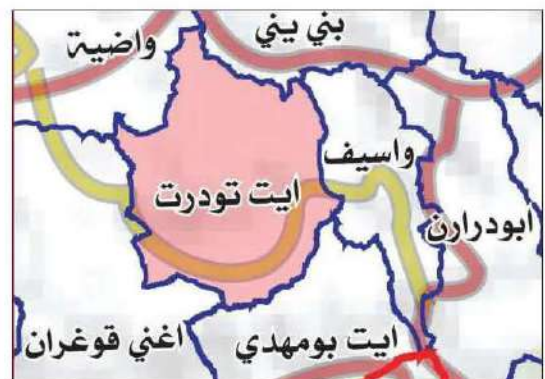 بني يني
واضية
واسيف
ايت تودرت
ابودرارن
ايت بومهدي
اغني قوغران